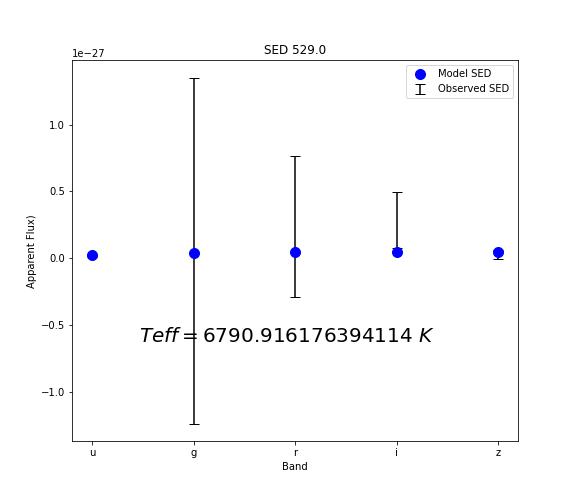 SED 529.0
1e−27
Model SED
Observed SED
1.0
0.5
0.0
−0.5
−1.0
Apparent Flux)
Teff = 6790.916176394114 K
u g r i z
Band